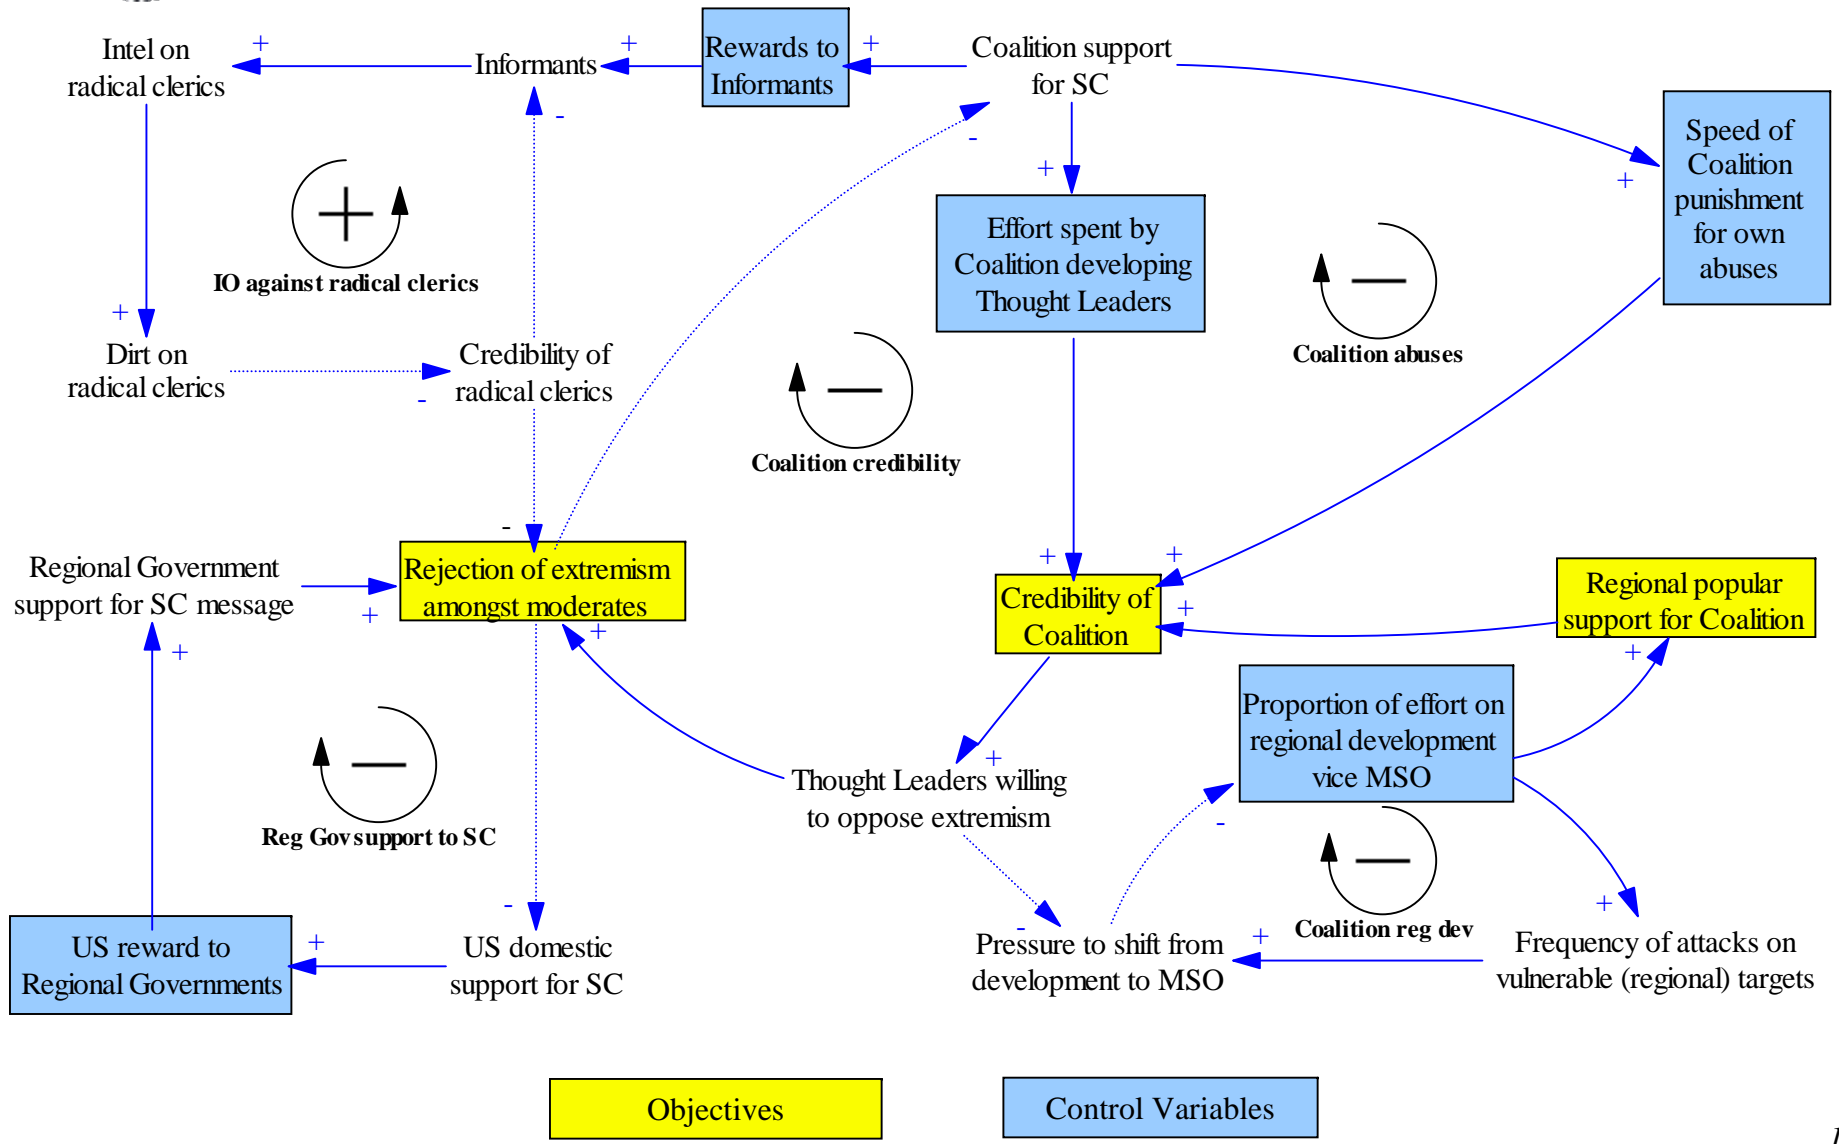 Intel on
radical clerics
+
Informants
+
Rewards to
Informants
+
Coalition support
for SC
-
-
+
+
Speed of
Coalition
punishment
for own
abuses
IO against radical clerics
Effort spent by
Coalition developing
Thought Leaders
Coalition abuses
+
Dirt on
radical clerics
-
Credibility of
radical clerics
Coalition credibility
-
+
+
Regional Government
support for SC message
+
Rejection of extremism
amongst moderates
+
Credibility of
Coalition
+
Regional popular
support for Coalition
+
+
Proportion of effort on
regional development
vice MSO
+
Thought Leaders willing
to oppose extremism
-
Reg Gov support to SC
-
-
Coalition reg dev
+
US reward to
Regional Governments
+
US domestic
support for SC
Pressure to shift from
development to MSO
+
Frequency of attacks on
vulnerable (regional) targets
Objectives
Control Variables